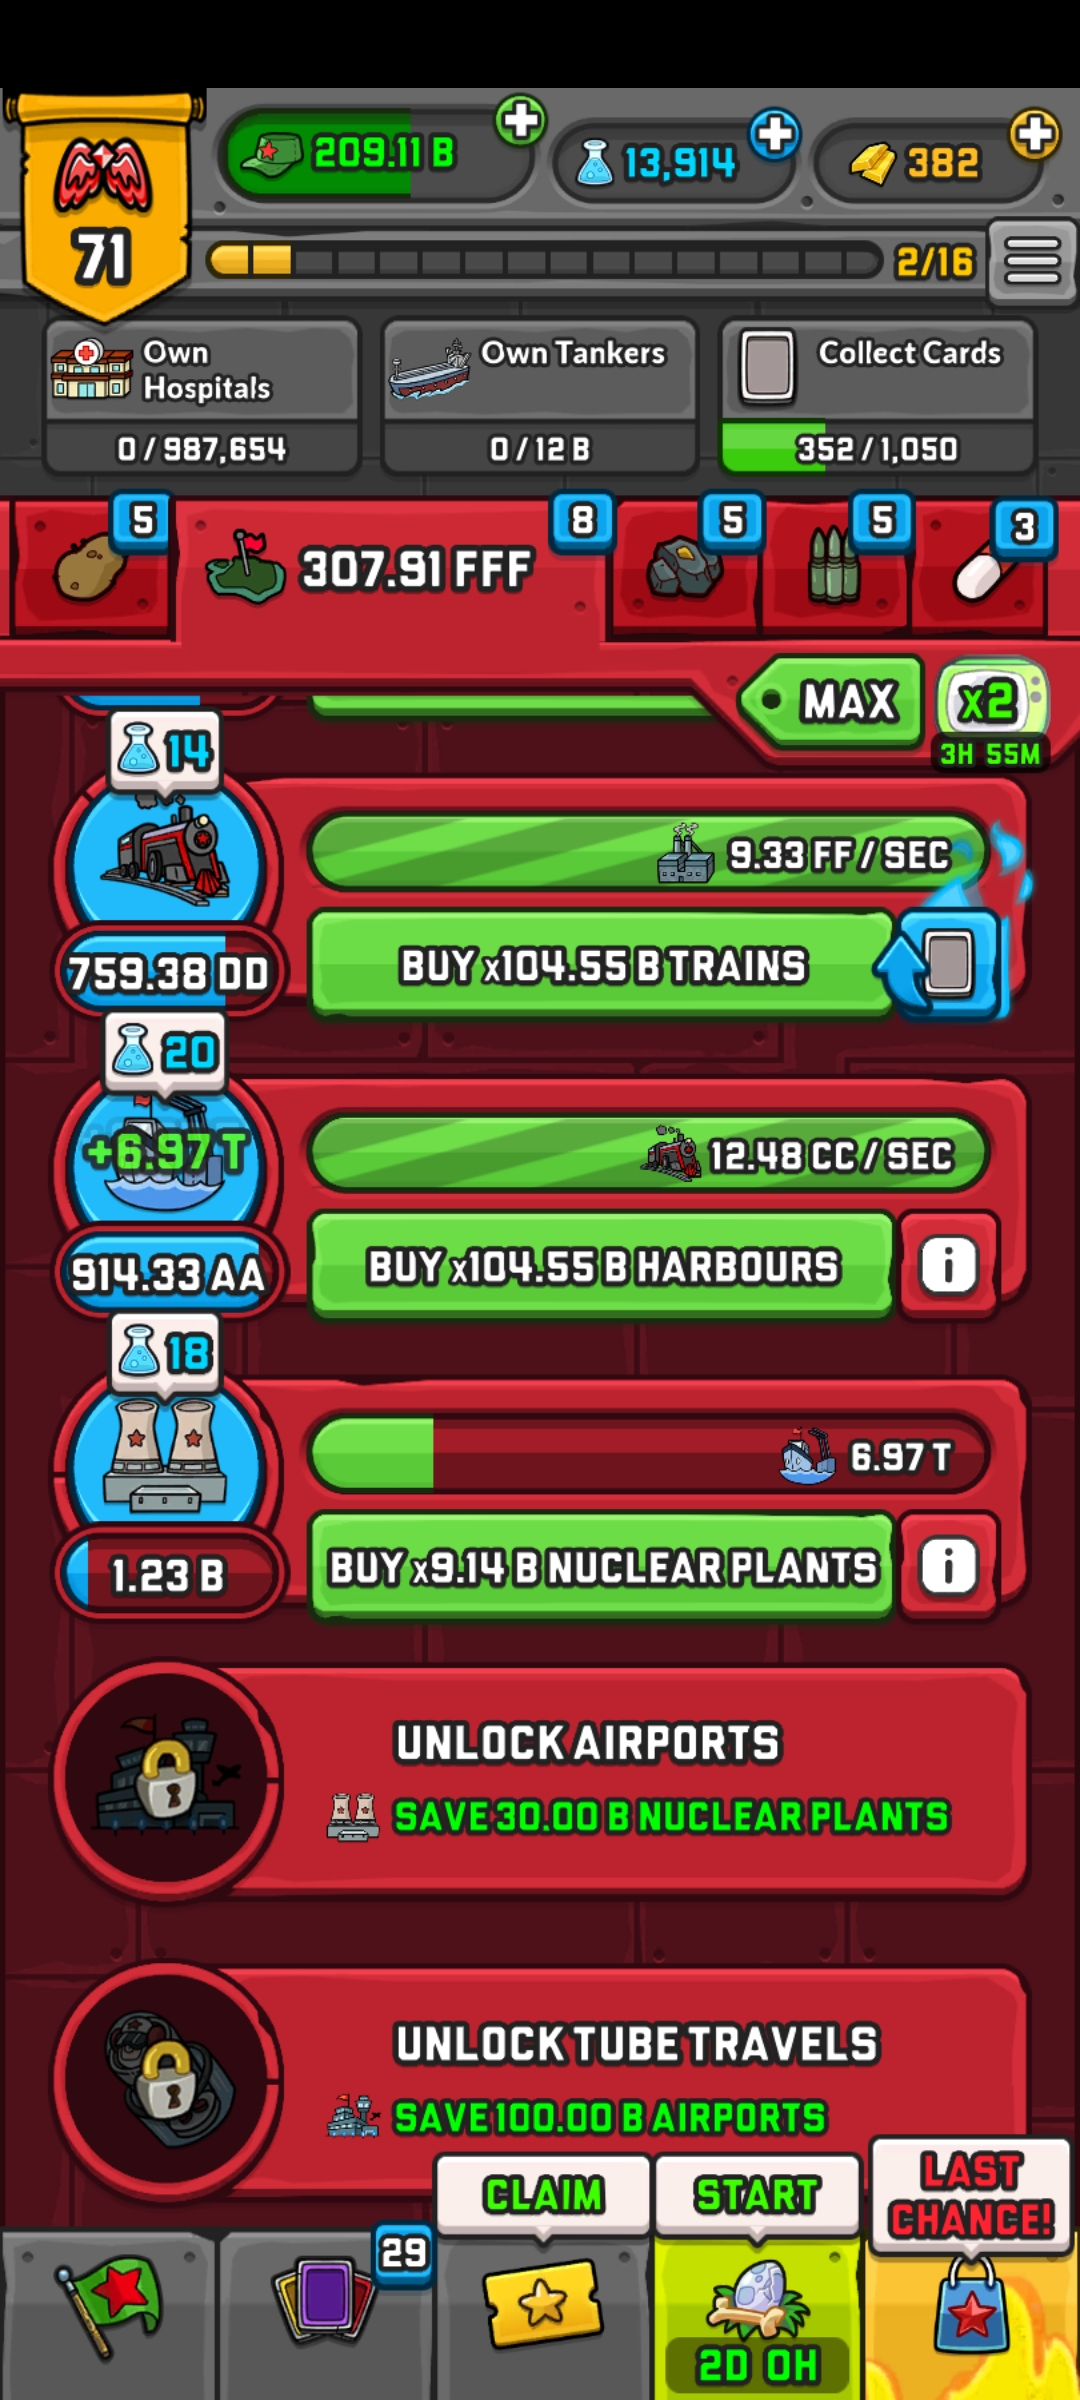 71
209.11 B
13,914
382
2/16
Own
Hospitals
0 / 987,654
Own Tankers
0 / 12 B
Collect Cards
352 / 1,050
5
307.91 FFF
8
5
5
3
MAX
x2
3H 55M
14
9.33 FF / SEC
759.38 DD
BUY x104.55 B TRAINS
20
+6.97 T
12.48 CC / SEC
914.33 AA
BUY x104.55 B HARBOURS
i
18
6.97 T
1.23 B
BUY x9.14 B NUCLEAR PLANTS
i
UNLOCK AIRPORTS
SAVE 30.00 B NUCLEAR PLANTS
UNLOCK TUBE TRAVELS
SAVE 100.00 B AIRPORTS
CLAIM
START
LAST
CHANCE!
29
2D 0H